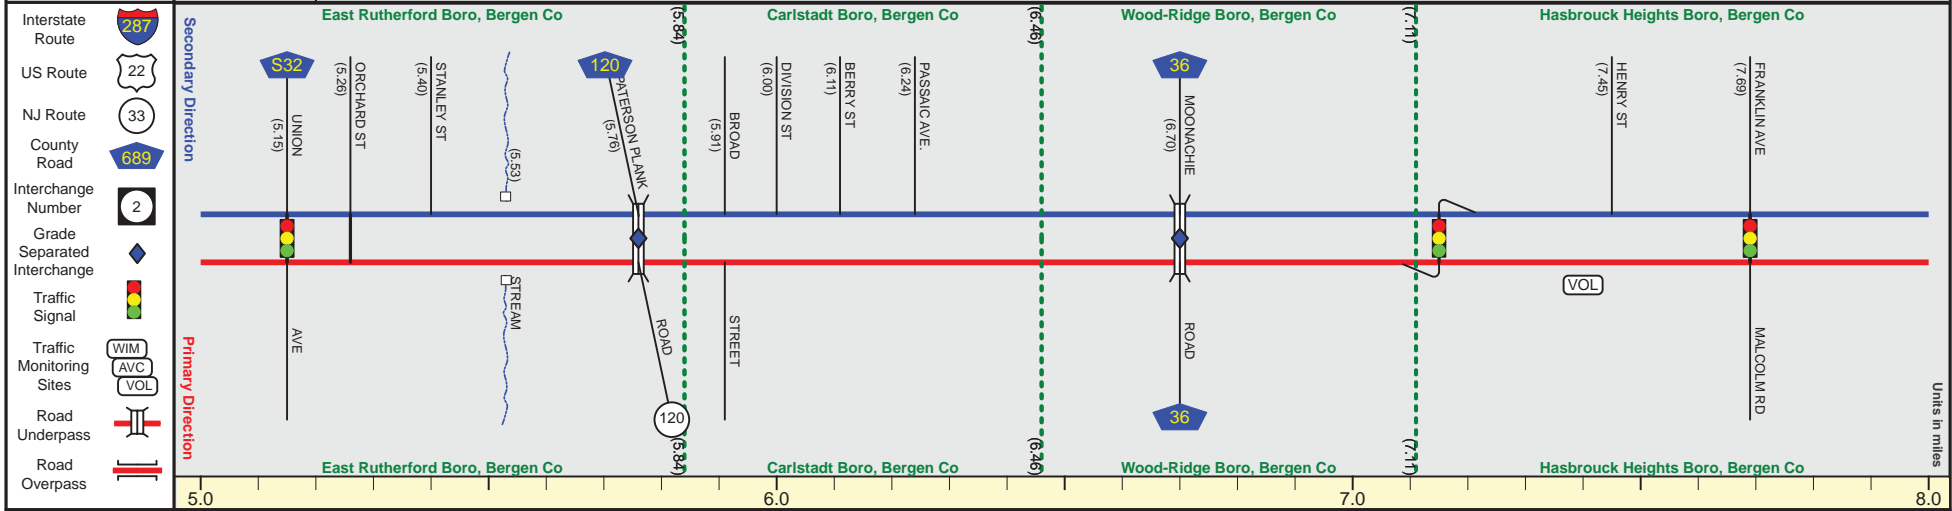 Interstate
Route
287
US Route
22
NJ Route
33
County
Road
689
Interchange
Number
2
Grade
Separated
Interchange
Traffic
Signal
Traffic
Monitoring
Sites
WIM
AVC
VOL
Road
Underpass
Road
Overpass
Secondary Direction
Primary Direction
East Rutherford Boro, Bergen Co
(5.84)
Carlstadt Boro, Bergen Co
(6.46)
Wood-Ridge Boro, Bergen Co
(7.11)
Hasbrouck Heights Boro, Bergen Co
S32
UNION
(5.15)
AVE
ORCHARD ST
(5.26)
STANLEY ST
(5.40)
(5.53)
STREAM
120
PATERSON PLANK
(5.76)
ROAD
120
BROAD
(5.91)
STREET
DIVISION ST
(6.00)
BERRY ST
(6.11)
PASSAIC AVE.
(6.24)
36
MOONACHIE
(6.70)
ROAD
36
VOL
HENRY ST
(7.45)
FRANKLIN AVE
(7.69)
MALCOLM RD
Units in miles
East Rutherford Boro, Bergen Co
(5.84)
Carlstadt Boro, Bergen Co
(6.46)
Wood-Ridge Boro, Bergen Co
(7.11)
Hasbrouck Heights Boro, Bergen Co
5.0
6.0
7.0
8.0